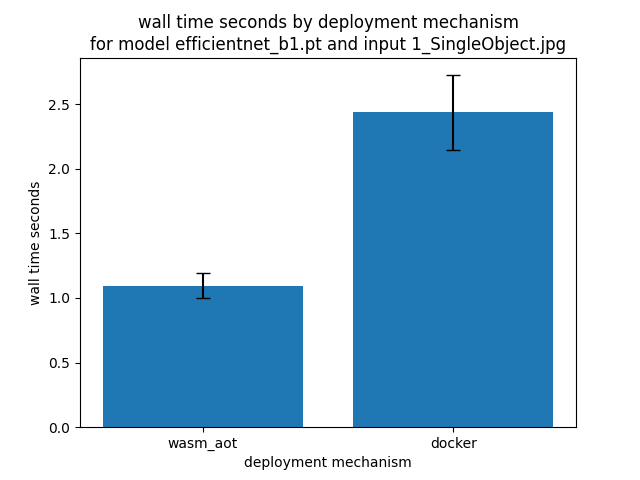 wall time seconds by deployment mechanism
for model efficientnet_b1.pt and input 1_SingleObject.jpg
wall time seconds
2.5
2.0
1.5
1.0
0.5
0.0
wasm_aot
docker
deployment mechanism